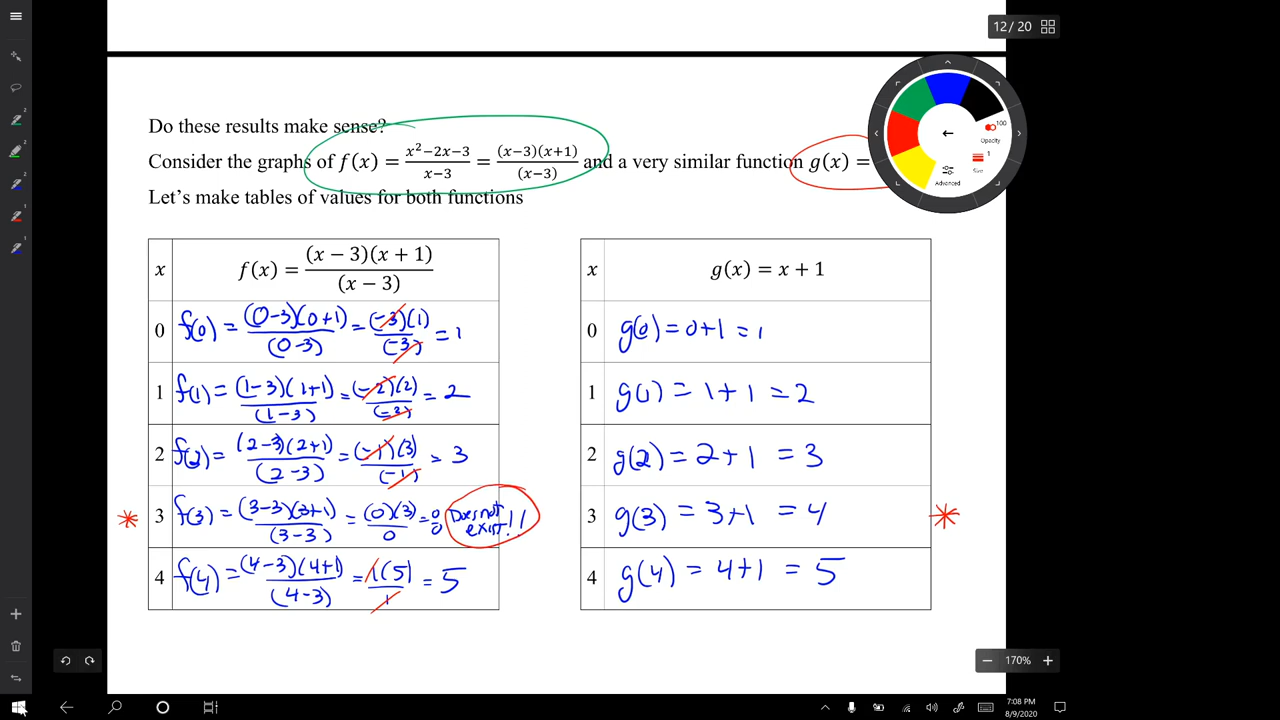 12/20
Do these results make sense?
Consider the graphs of f(x) = x²−2x−3 / x−3 = (x−3)(x+1) / (x−3) and a very similar function g(x) =
Let's make tables of values for both functions
100
Opacity
1
Size
Advanced
x f(x) = (x − 3)(x + 1) / (x − 3)
0 f(0) = (0−3)(0+1) / (0−3) = (−3)(1) / (−3) = 1
1 f(1) = (1−3)(1+1) / (1−3) = (−2)(2) / (−2) = 2
2 f(2) = (2−3)(2+1) / (2−3) = (−1)(3) / (−1) = 3
3 f(3) = (3−3)(3+1) / (3−3) = (0)(3) / 0 = 0/0 Does not exist!!
4 f(4) = (4−3)(4+1) / (4−3) = 1(5) / 1 = 5
x g(x) = x + 1
0 g(0) = 0+1 = 1
1 g(1) = 1+1 = 2
2 g(2) = 2+1 = 3
3 g(3) = 3+1 = 4
4 g(4) = 4+1 = 5
170%
7:08 PM
8/9/2020